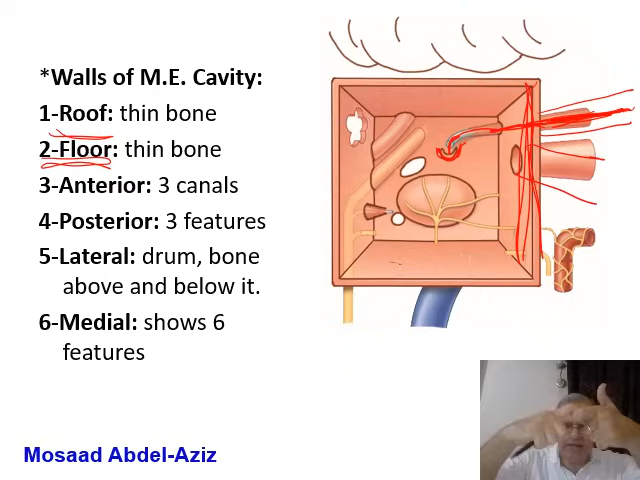 *Walls of M.E. Cavity:
1-Roof: thin bone
2-Floor: thin bone
3-Anterior: 3 canals
4-Posterior: 3 features
5-Lateral: drum, bone
above and below it.
6-Medial: shows 6
features
Mosaad Abdel-Aziz